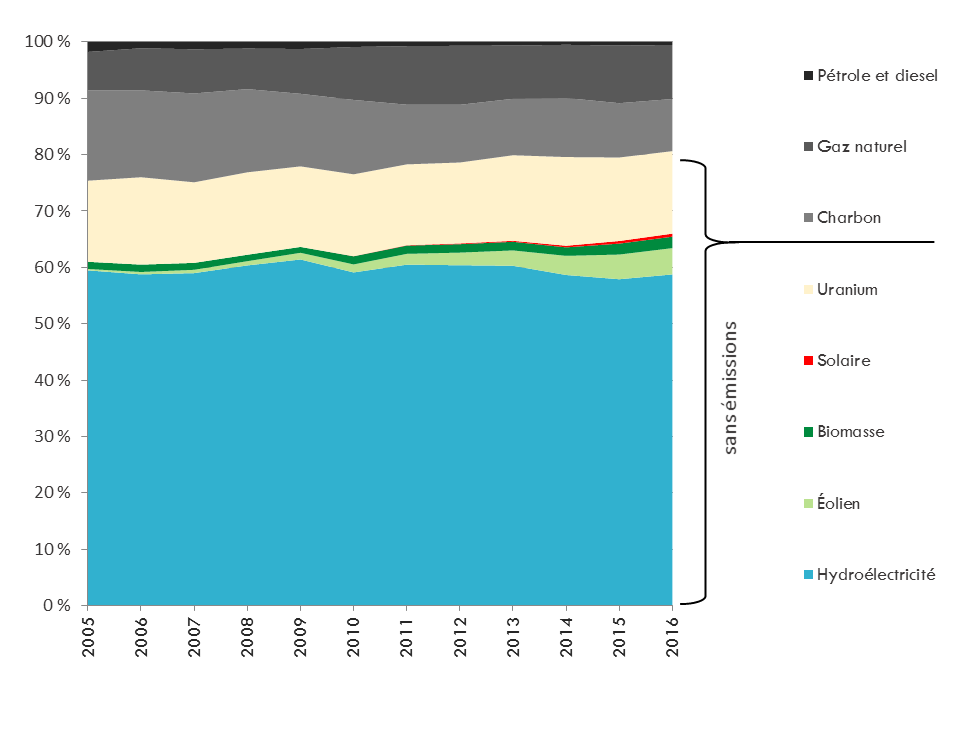 100 %
90 %
80 %
70 %
60 %
50 %
40 %
30 %
20 %
10 %
0 %
2005
2006
2007
2008
2009
2010
2011
2012
2013
2014
2015
2016
sans émissions
Pétrole et diesel
Gaz naturel
Charbon
Uranium
Solaire
Biomasse
Éolien
Hydroélectricité